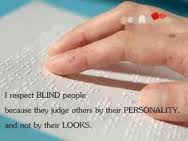 I respect BLIND people
because they judge others by their PERSONALITY,
and not by their LOOKS.